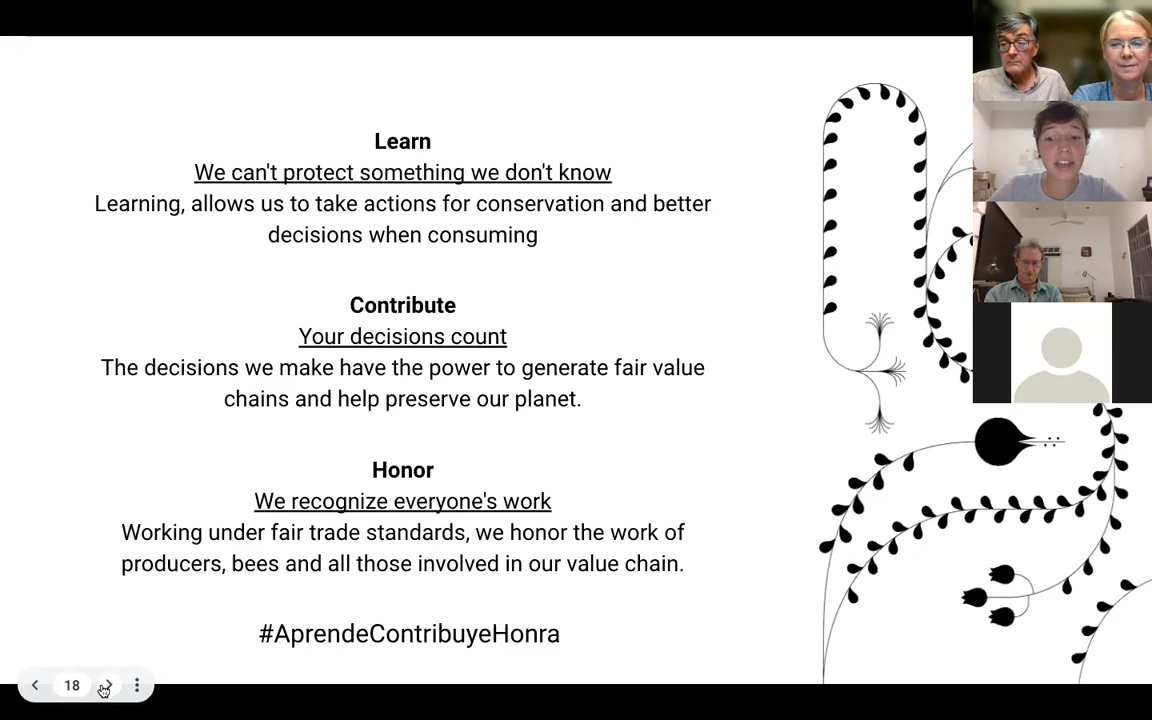 Learn
We can't protect something we don't know
Learning, allows us to take actions for conservation and better
decisions when consuming
Contribute
Your decisions count
The decisions we make have the power to generate fair value
chains and help preserve our planet.
Honor
We recognize everyone's work
Working under fair trade standards, we honor the work of
producers, bees and all those involved in our value chain.
#AprendeContribuyeHonra
18